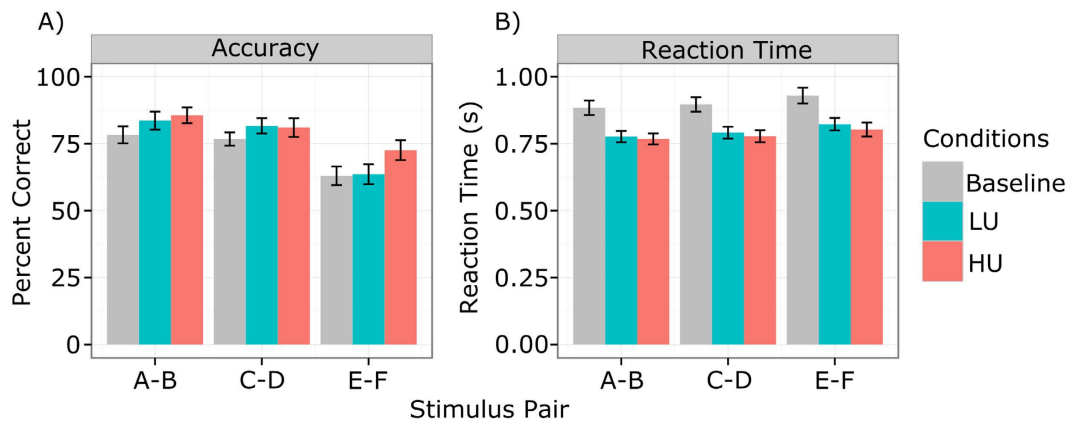 A)
Accuracy
Percent Correct
100
75
50
25
0
A-B C-D E-F
B)
Reaction Time
Reaction Time (s)
1.00
0.75
0.50
0.25
0.00
A-B C-D E-F
Stimulus Pair
Conditions
Baseline
LU
HU